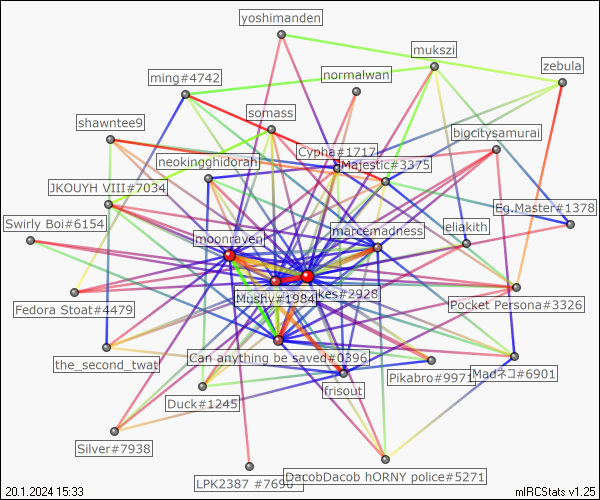 yoshimanden
mukszi
zebula
ming#4742
normalwan
somass
shawntee9
bigcitysamurai
Cypha#1717
neokingghidorah
Majestic#3375
JKOUYH VIII#7034
Eg.Master#1378
Swirly Boi#6154
eliakith
marcemadness
moonraven
Mushy#1984
kes#2928
Pocket Persona#3326
Fedora Stoat#4479
Can anything be saved#0396
the_second_twat
Pikabro#9971
Madネコ#6901
frisout
Duck#1245
Silver#7938
LPK2387 #7690
DacobDacob hORNY police#5271
20.1.2024 15:33
mIRCStats v1.25